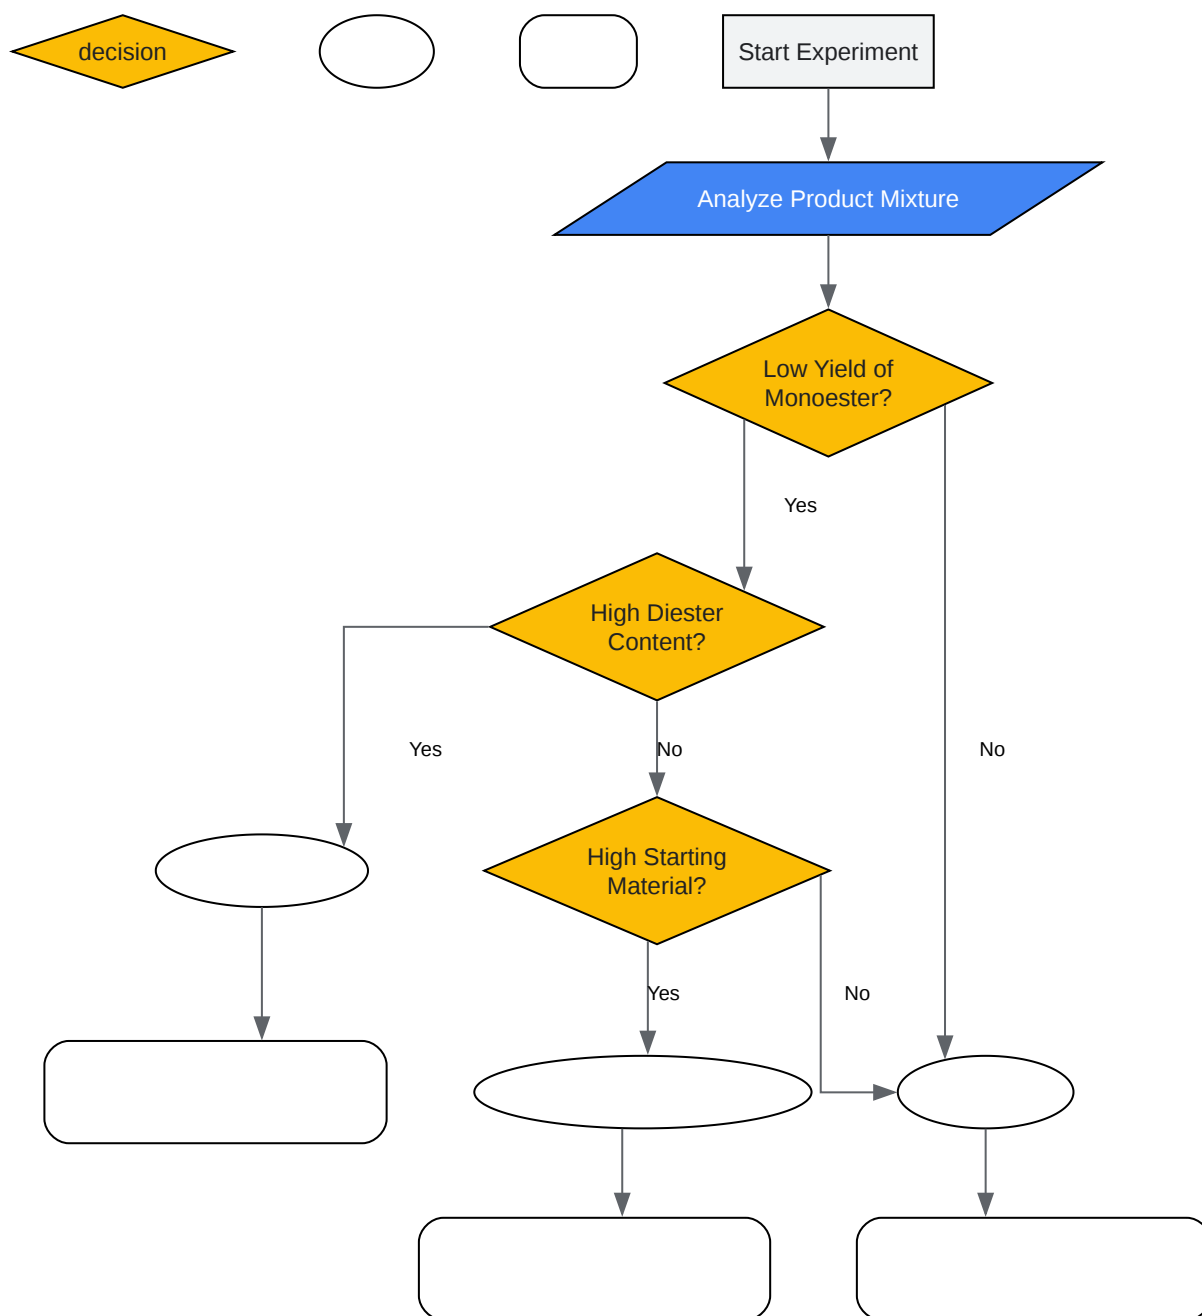 decision
Start Experiment
Analyze Product Mixture
Low Yield of
Monoester?
Yes
High Diester
Content?
Yes
No
No
High Starting
Material?
Yes
No